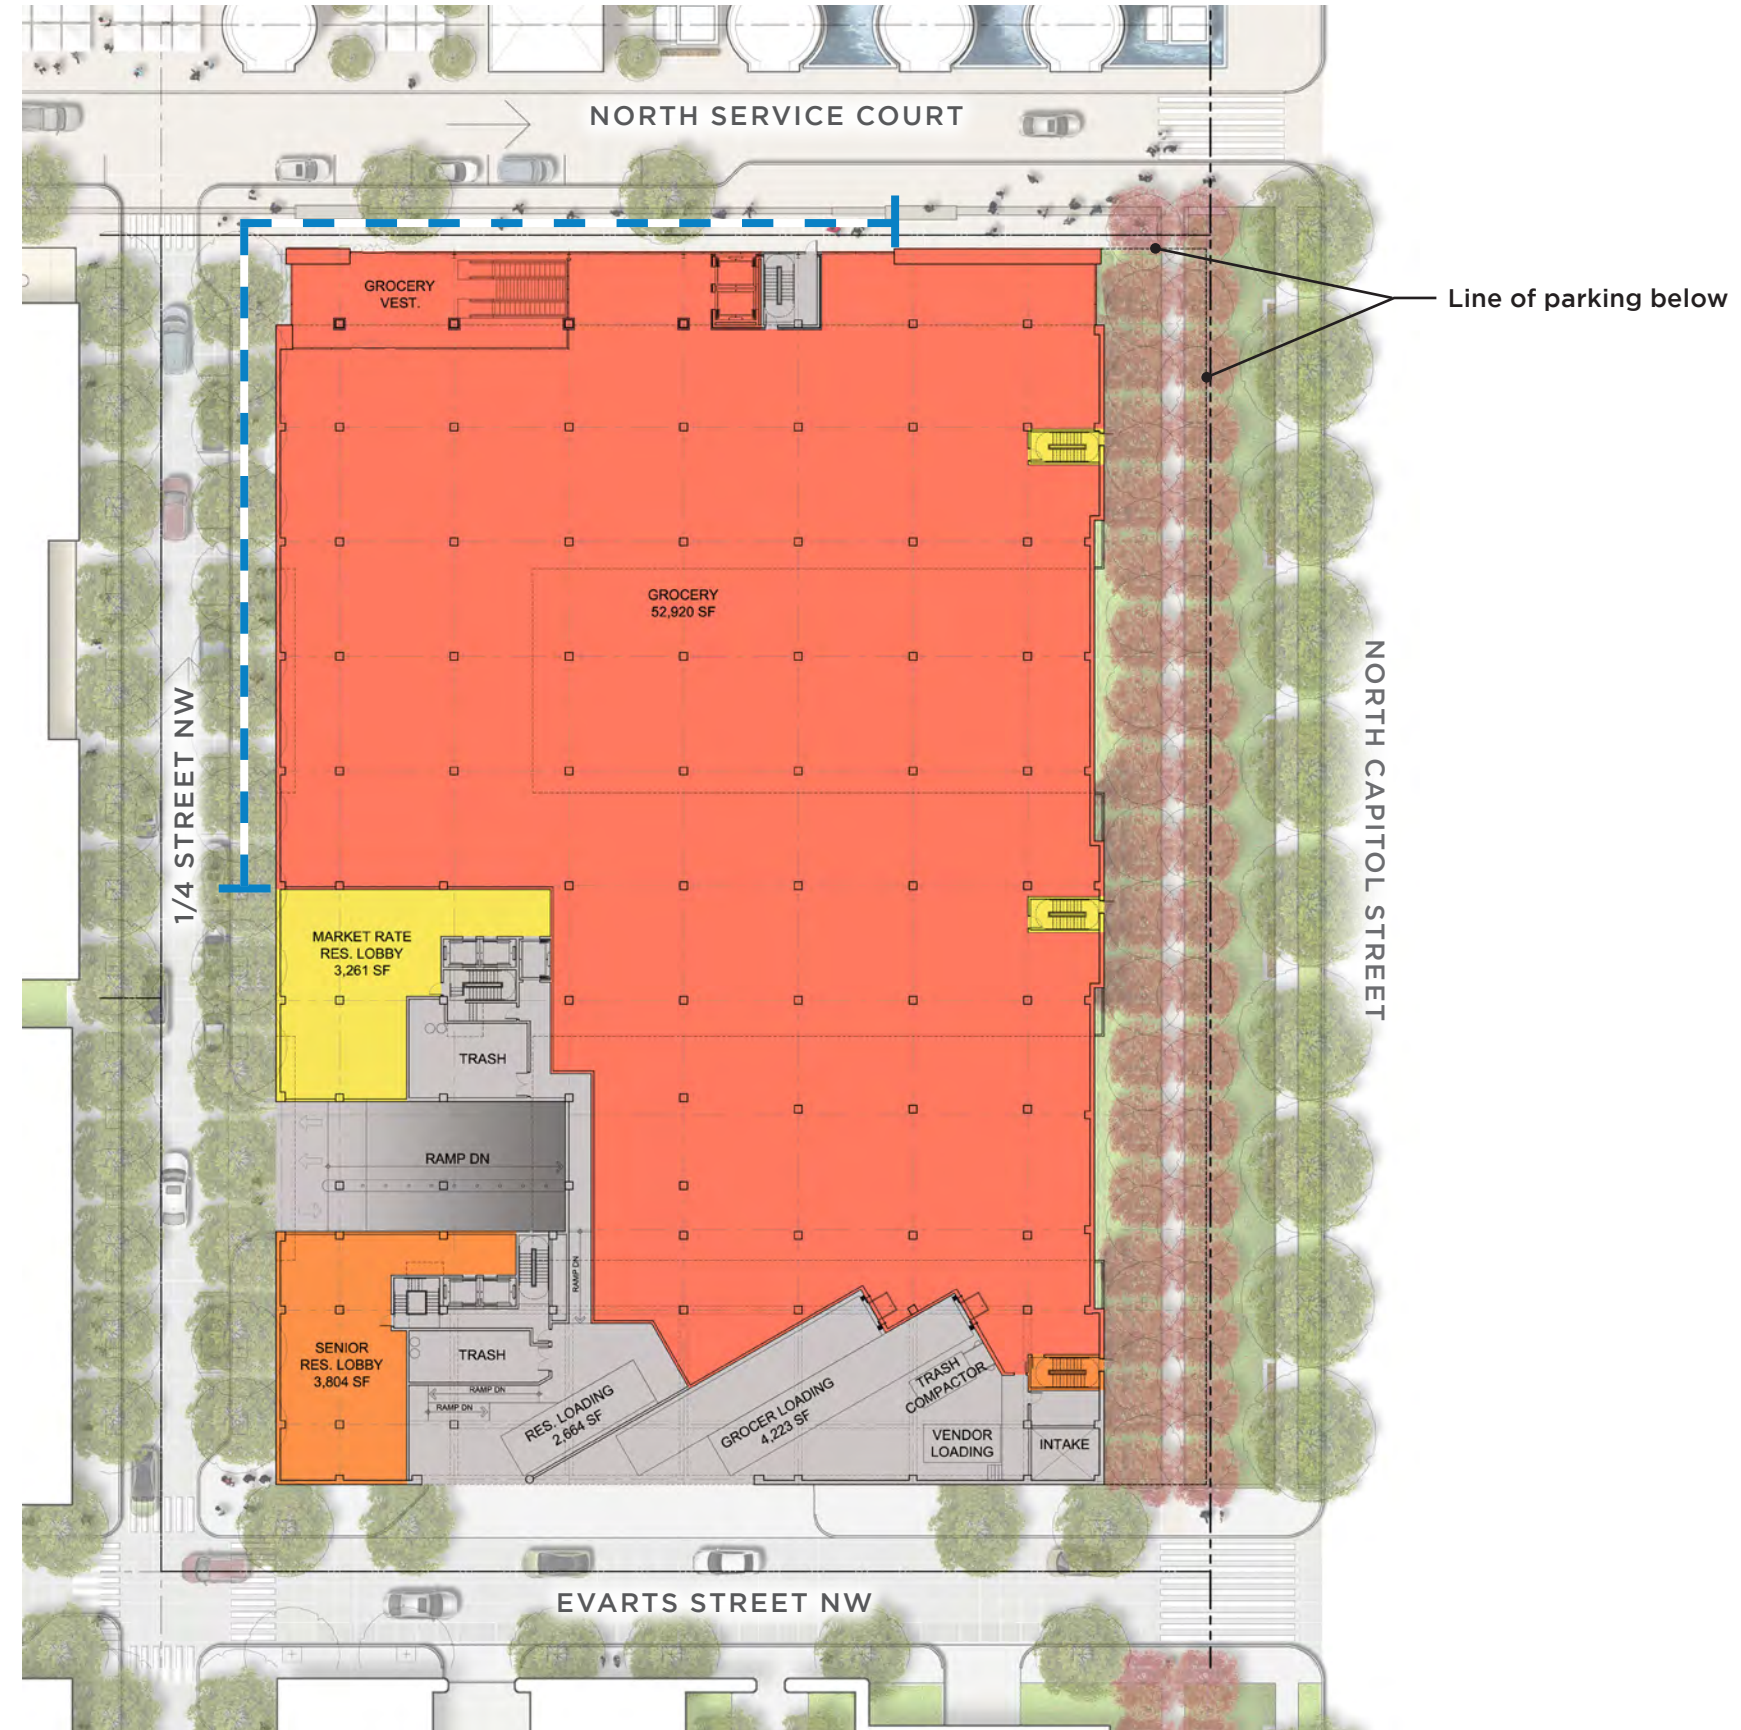 NORTH SERVICE COURT
GROCERY
VEST.
Line of parking below
GROCERY
52,920 SF
1/4 STREET NW
NORTH CAPITOL STREET
MARKET RATE
RES. LOBBY
3,261 SF
TRASH
RAMP DN
RAMP DN
SENIOR
RES. LOBBY
3,804 SF
TRASH
RAMP DN
RAMP DN
RES. LOADING
2,664 SF
GROCER LOADING
4,223 SF
TRASH
COMPACTOR
VENDOR
LOADING
INTAKE
EVARTS STREET NW